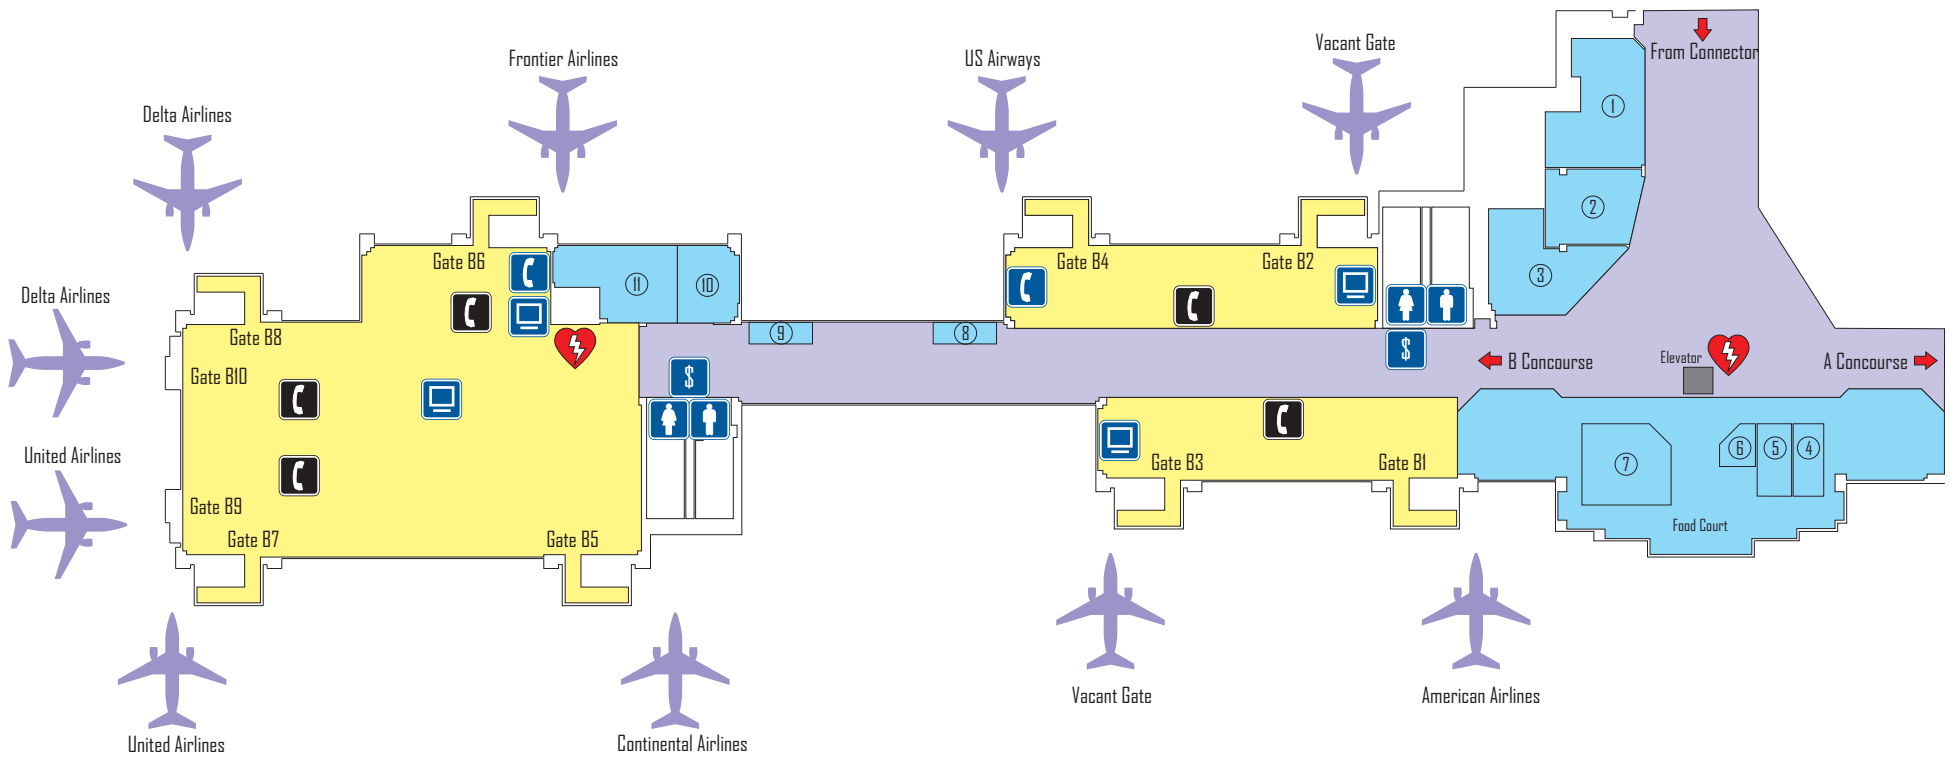 From Connector
Vacant Gate
Frontier Airlines
US Airways
Delta Airlines
1
2
3
Gate B6
Gate B4
Gate B2
11
10
Delta Airlines
Gate B8
9
8
$
Elevator
B Concourse
A Concourse
Gate B10
$
United Airlines
Gate B3
Gate B1
7
6
5
4
Gate B9
Food Court
Gate B7
Gate B5
Vacant Gate
American Airlines
United Airlines
Continental Airlines